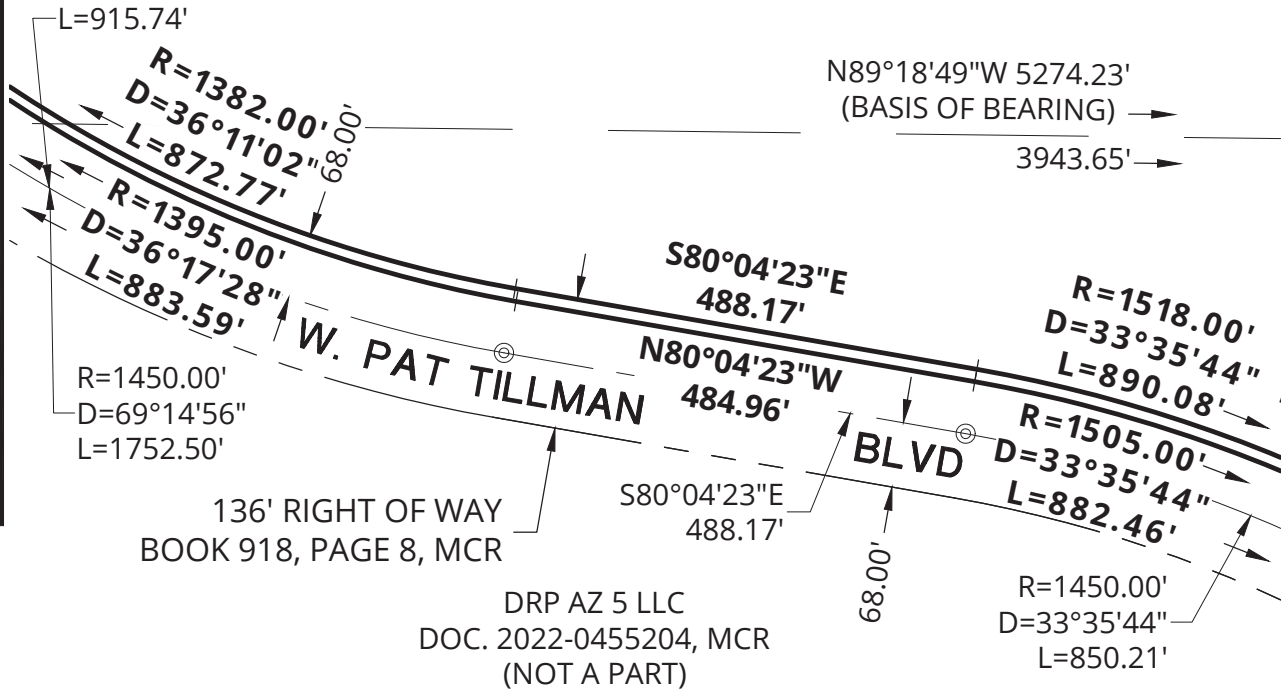 L=915.74'
R=1382.00'
D=36°11'02"
L=872.77'
68.00'
N89°18'49"W 5274.23'
(BASIS OF BEARING)
3943.65'
R=1395.00'
D=36°17'28"
L=883.59'
S80°04'23"E
488.17'
N80°04'23"W
484.96'
R=1518.00'
D=33°35'44"
L=890.08'
R=1505.00'
D=33°35'44"
L=882.46'
W. PAT TILLMAN BLVD
R=1450.00'
D=69°14'56"
L=1752.50'
136' RIGHT OF WAY
BOOK 918, PAGE 8, MCR
S80°04'23"E
488.17'
68.00'
DRP AZ 5 LLC
DOC. 2022-0455204, MCR
(NOT A PART)
R=1450.00'
D=33°35'44"
L=850.21'